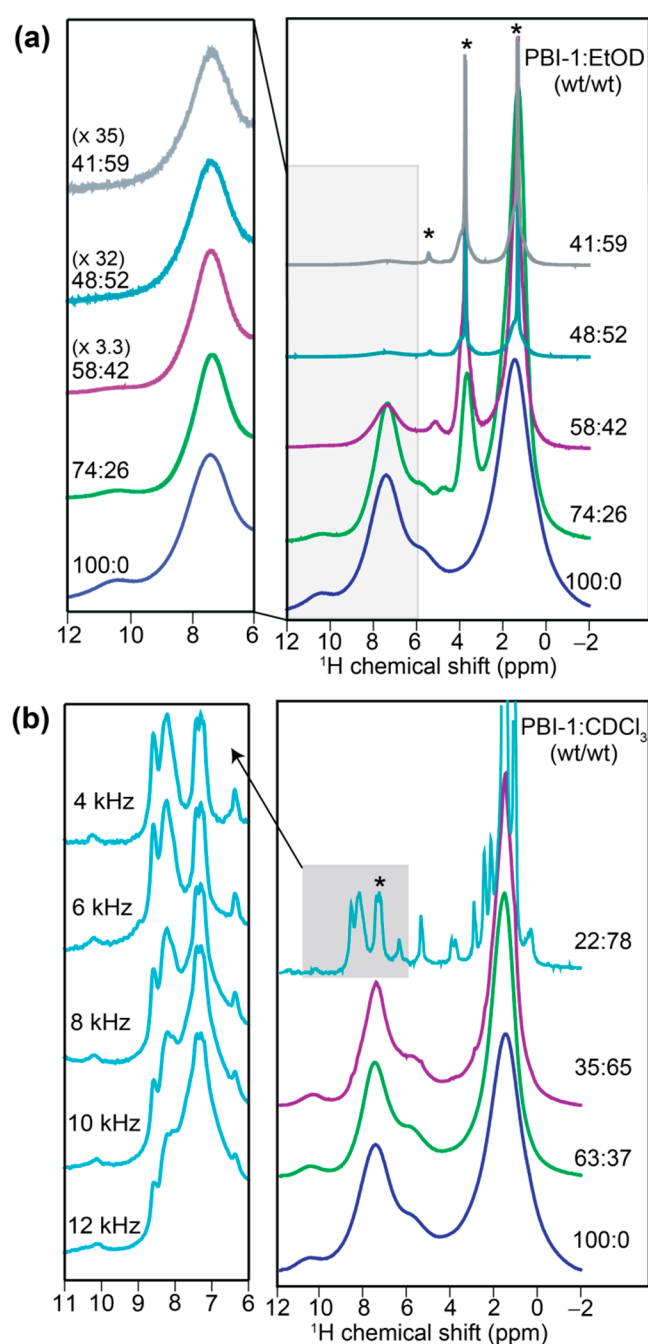 (a)
(x 35)
41:59
(x 32)
48:52
(x 3.3)
58:42
74:26
100:0
12 10 8 6
PBI-1:EtOD
(wt/wt)
* * *
41:59
48:52
58:42
74:26
100:0
12 10 8 6 4 2 0 −2
¹H chemical shift (ppm)
(b)
4 kHz
6 kHz
8 kHz
10 kHz
12 kHz
11 10 9 8 7 6
PBI-1:CDCl₃
(wt/wt)
*
22:78
35:65
63:37
100:0
12 10 8 6 4 2 0 −2
¹H chemical shift (ppm)